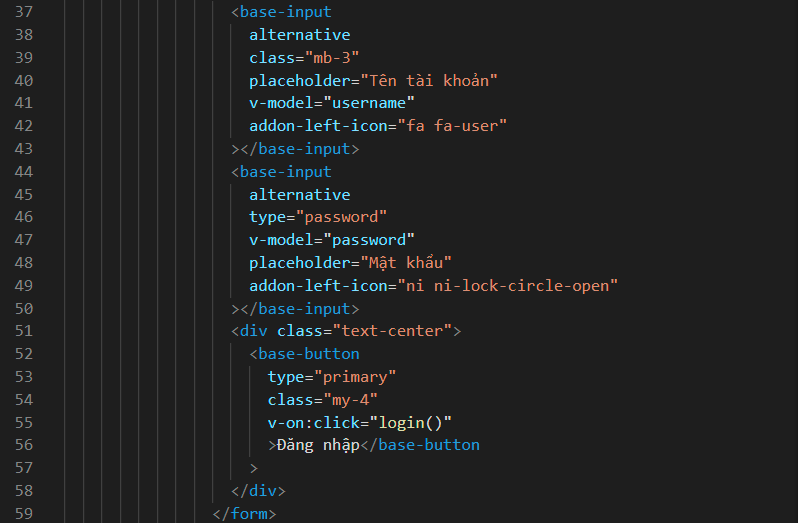 37 <base-input
38 alternative
39 class="mb-3"
40 placeholder="Tên tài khoản"
41 v-model="username"
42 addon-left-icon="fa fa-user"
43 ></base-input>
44 <base-input
45 alternative
46 type="password"
47 v-model="password"
48 placeholder="Mật khẩu"
49 addon-left-icon="ni ni-lock-circle-open"
50 ></base-input>
51 <div class="text-center">
52 <base-button
53 type="primary"
54 class="my-4"
55 v-on:click="login()"
56 >Đăng nhập</base-button
57 >
58 </div>
59 </form>